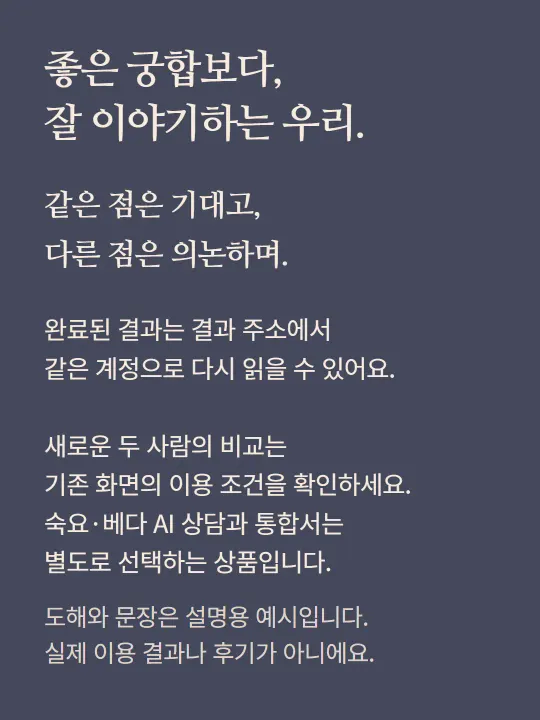 좋은 궁합보다,
잘 이야기하는 우리.
같은 점은 기대고,
다른 점은 의논하며.
완료된 결과는 결과 주소에서
같은 계정으로 다시 읽을 수 있어요.
새로운 두 사람의 비교는
기존 화면의 이용 조건을 확인하세요.
숙요·베다 AI 상담과 통합서는
별도로 선택하는 상품입니다.
도해와 문장은 설명용 예시입니다.
실제 이용 결과나 후기가 아니에요.